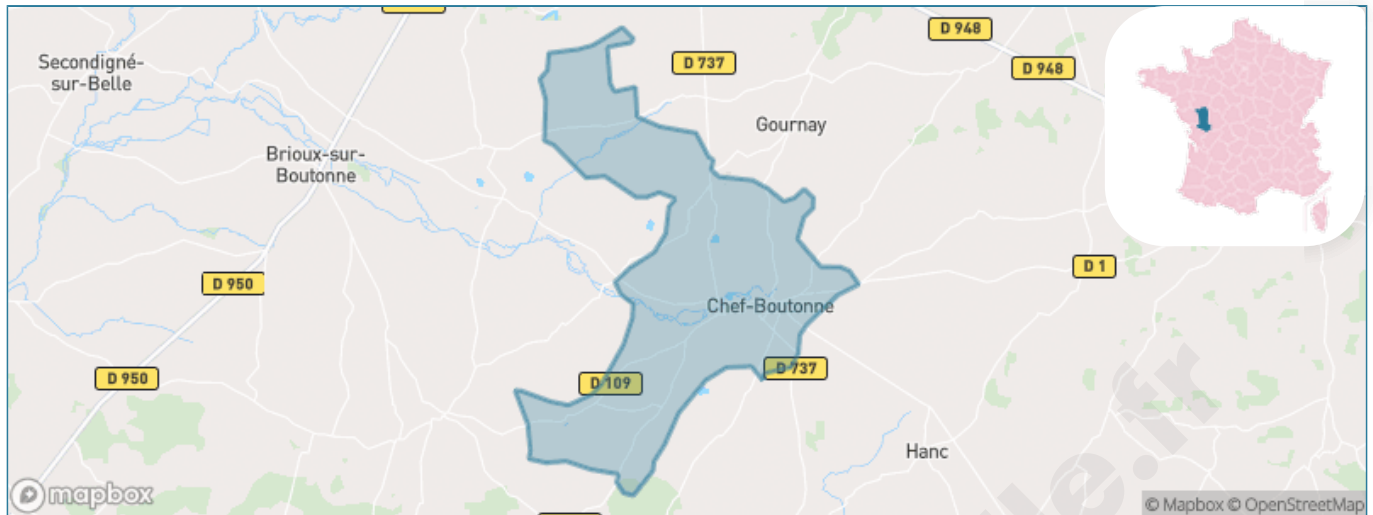 D 948
D 737
D 948
Secondigné-
sur-Belle
Gournay
Brioux-sur-
Boutonne
D 950
D 1
Chef-Boutonne
D 950
D 109
D 737
Hanc
mapbox
© Mapbox © OpenStreetMap